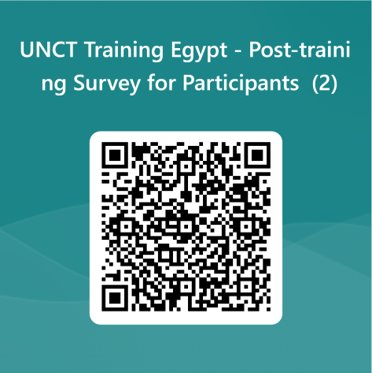 UNCT Training Egypt - Post-traini
ng Survey for Participants  (2)